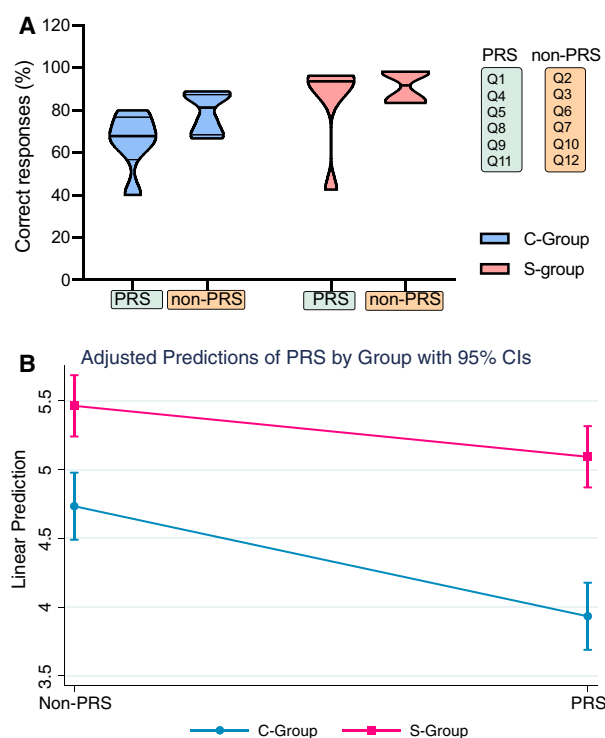 A
Correct responses (%)
120
100
80
60
40
20
0
PRS
non-PRS
PRS
non-PRS
PRS
Q1
Q4
Q5
Q8
Q9
Q11
non-PRS
Q2
Q3
Q6
Q7
Q10
Q12
C-Group
S-group
B
Adjusted Predictions of PRS by Group with 95% CIs
Linear Prediction
5.5
5
4.5
4
3.5
Non-PRS
PRS
C-Group
S-Group